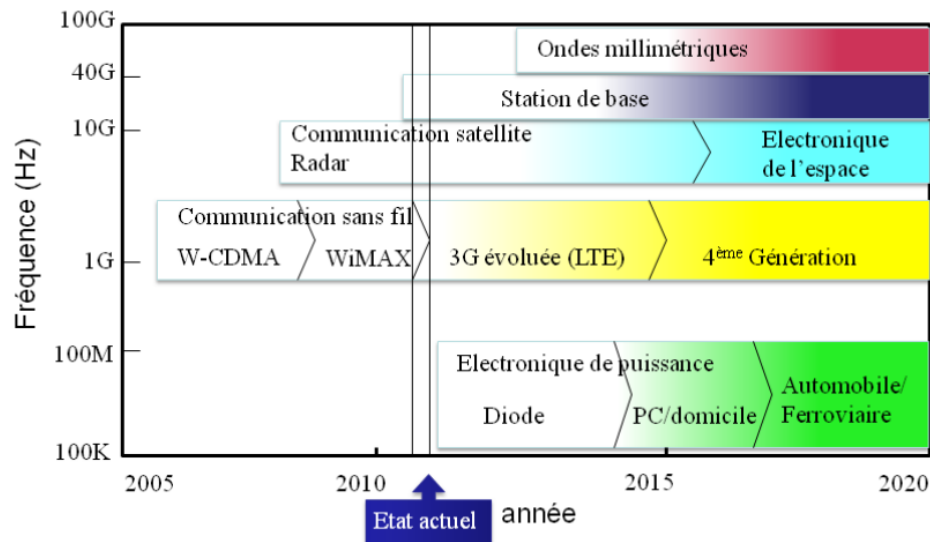 100G
Ondes millimétriques
40G
Station de base
10G
Communication satellite
Radar
Electronique
de l'espace
Fréquence (Hz)
Communication sans fil
W-CDMA
WiMAX
3G évoluée (LTE)
4ème Génération
1G
100M
Electronique de puissance
Diode
PC/domicile
Automobile/
Ferroviaire
100K
2005
2010
2015
2020
Etat actuel
année